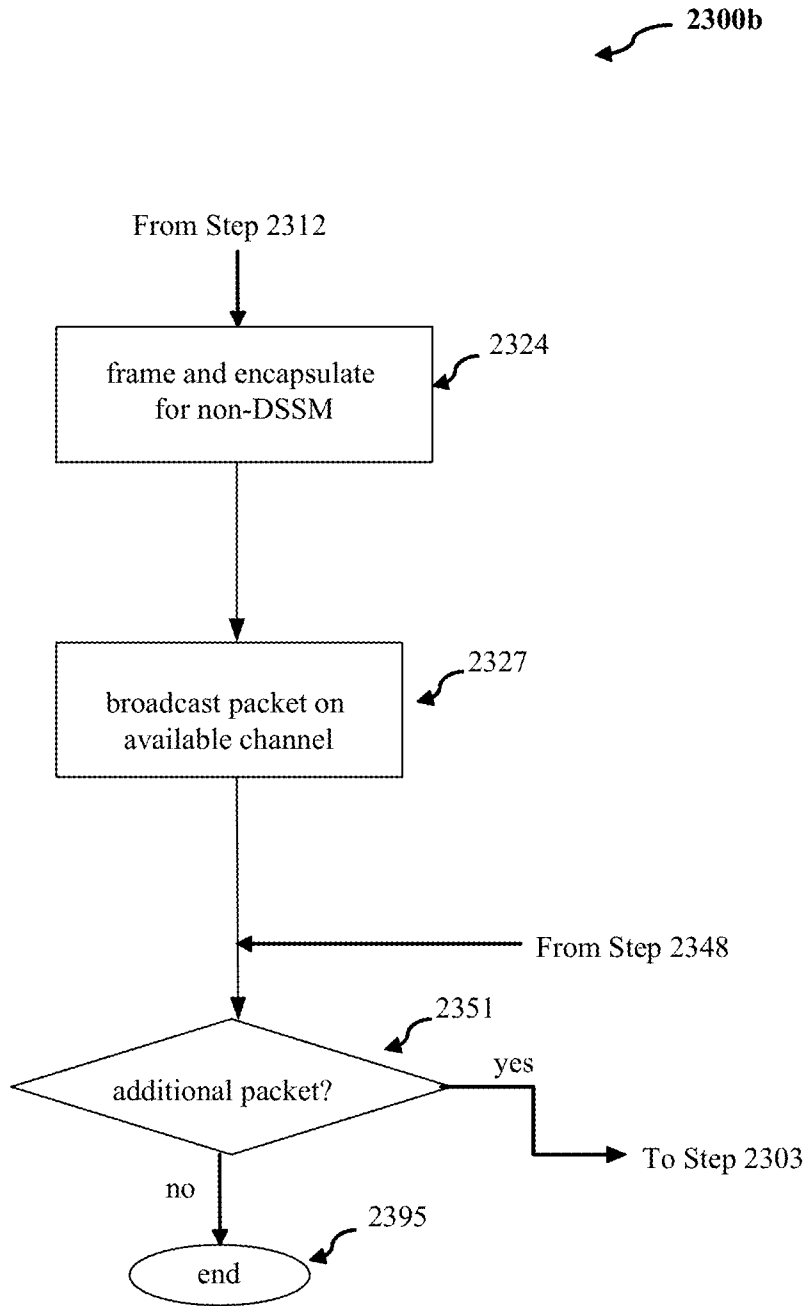 2300b
From Step 2312
2324
frame and encapsulate
for non-DSSM
2327
broadcast packet on
available channel
From Step 2348
2351
additional packet?
yes
To Step 2303
no
2395
end